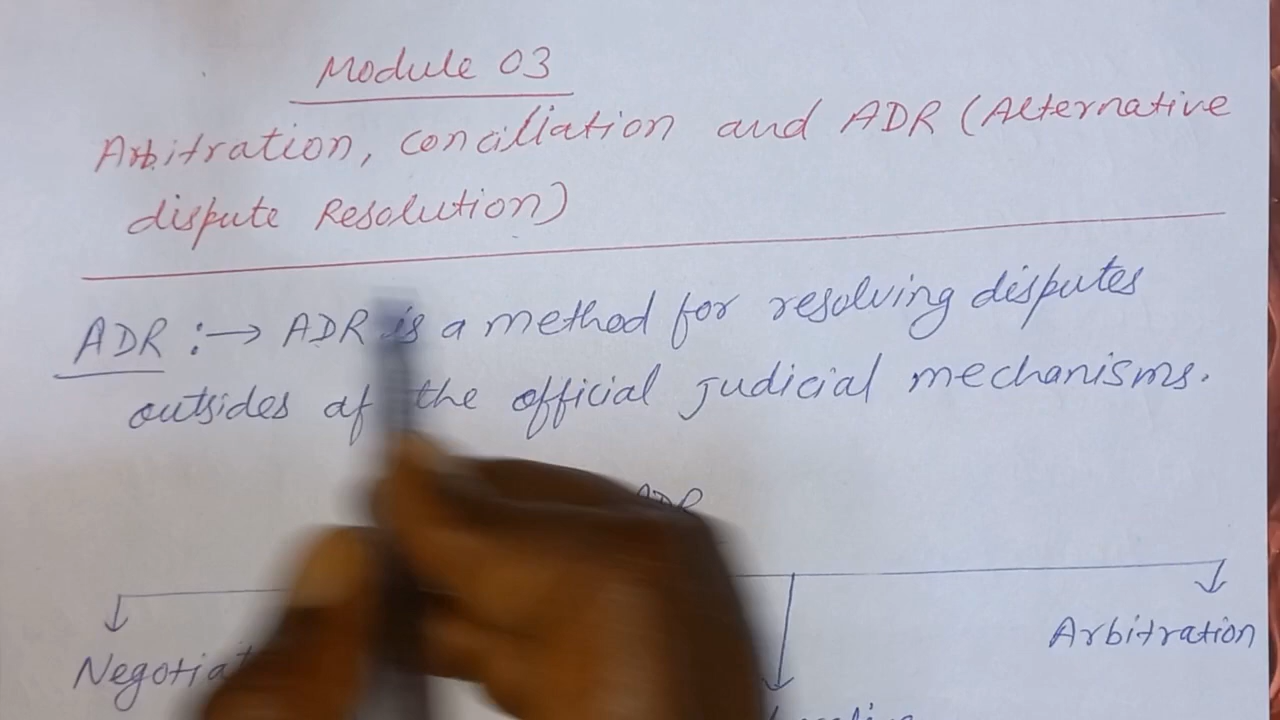 Module 03
Arbitration, conciliation and ADR (Alternative
dispute Resolution)
ADR :→ ADR is a method for resolving disputes
outsides of the official judicial mechanisms.
ADR
Arbitration